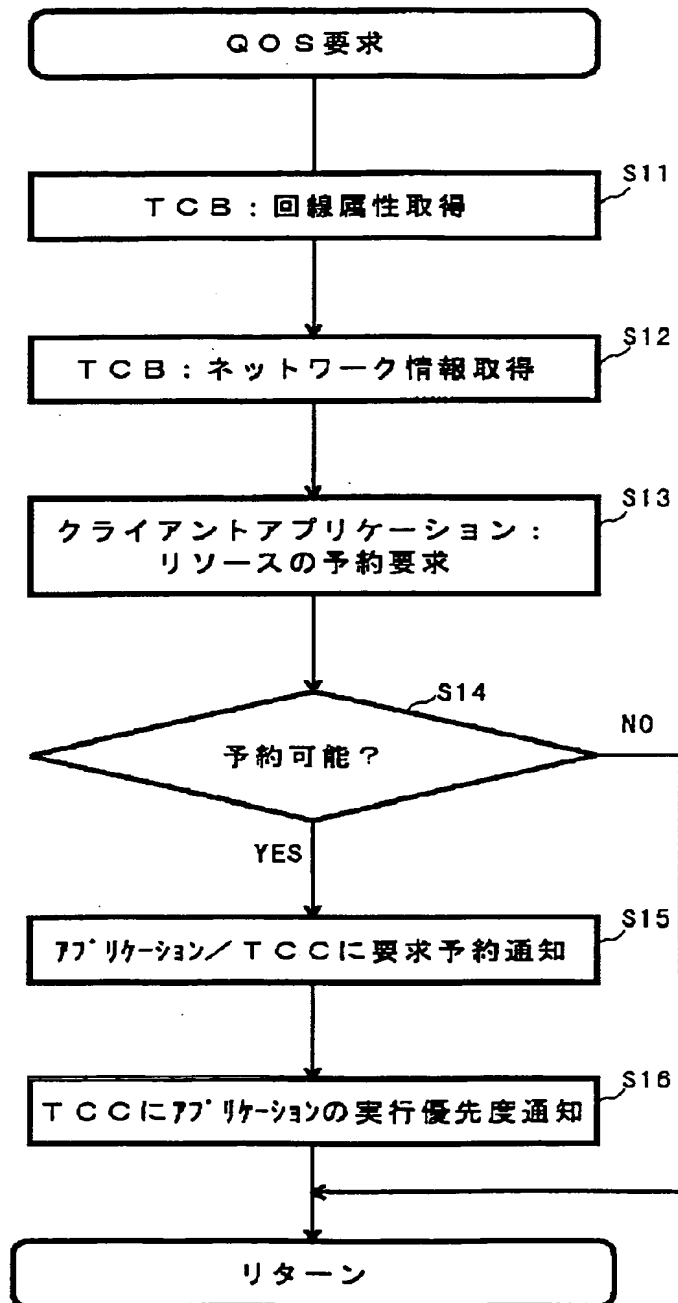 ＱＯＳ要求
S11
ＴＣＢ：回線属性取得
S12
ＴＣＢ：ネットワーク情報取得
S13
クライアントアプリケーション：
リソースの予約要求
S14
予約可能？
NO
YES
S15
ｱﾌﾟﾘｹｰｼｮﾝ／ＴＣＣに要求予約通知
S16
ＴＣＣにｱﾌﾟﾘｹｰｼｮﾝの実行優先度通知
リターン